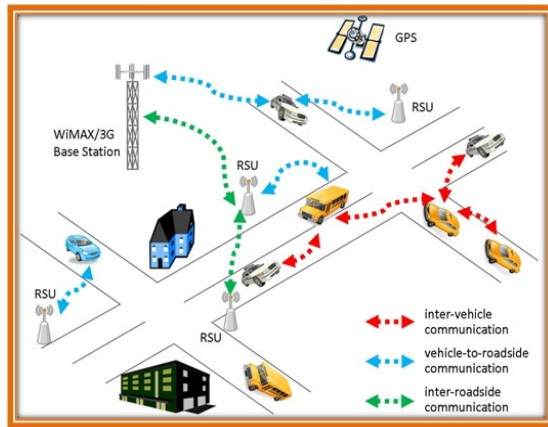 GPS
WiMAX/3G
Base Station
RSU
RSU
RSU
RSU
inter-vehicle
communication
vehicle-to-roadside
communication
inter-roadside
communication